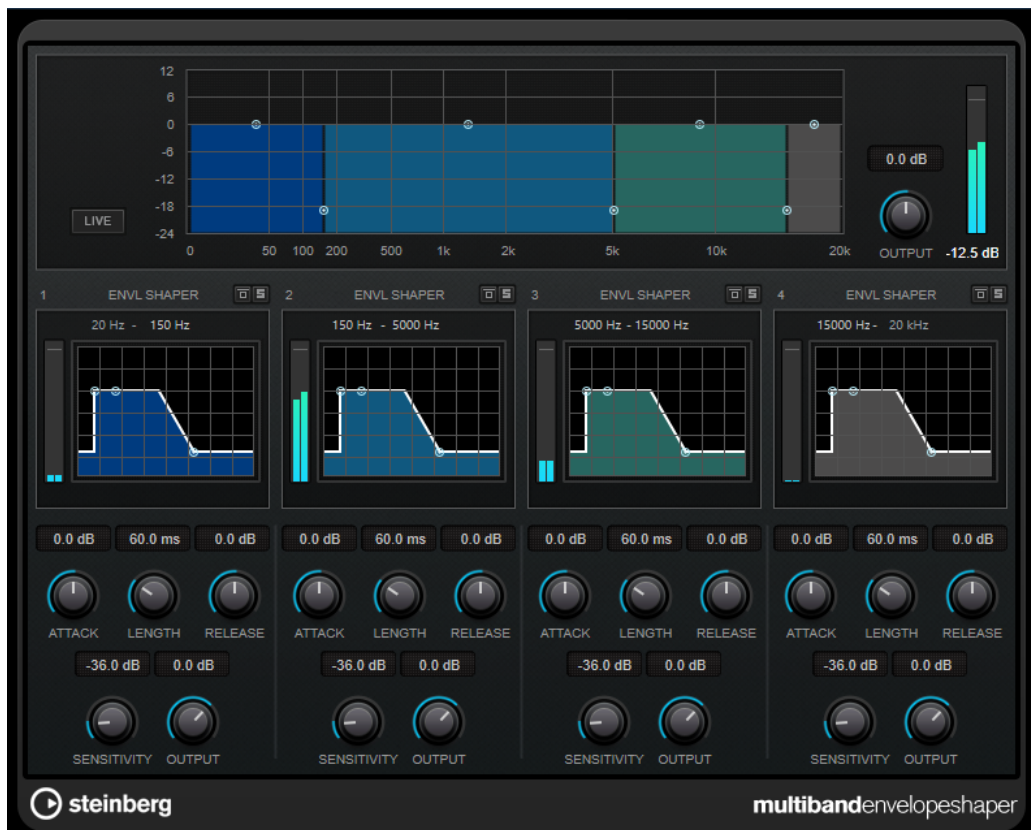 12
6
0
-6
-12
-18
-24
0 50 100 200 500 1k 2k 5k 10k 20k
LIVE
0.0 dB
OUTPUT -12.5 dB
1 ENVL SHAPER S 2 ENVL SHAPER S 3 ENVL SHAPER S 4 ENVL SHAPER S
20 Hz - 150 Hz 150 Hz - 5000 Hz 5000 Hz - 15000 Hz 15000 Hz - 20 kHz
0.0 dB 60.0 ms 0.0 dB 0.0 dB 60.0 ms 0.0 dB 0.0 dB 60.0 ms 0.0 dB 0.0 dB 60.0 ms 0.0 dB
ATTACK LENGTH RELEASE ATTACK LENGTH RELEASE ATTACK LENGTH RELEASE ATTACK LENGTH RELEASE
-36.0 dB 0.0 dB -36.0 dB 0.0 dB -36.0 dB 0.0 dB -36.0 dB 0.0 dB
SENSITIVITY OUTPUT SENSITIVITY OUTPUT SENSITIVITY OUTPUT SENSITIVITY OUTPUT
steinberg multibandenvelopeshaper